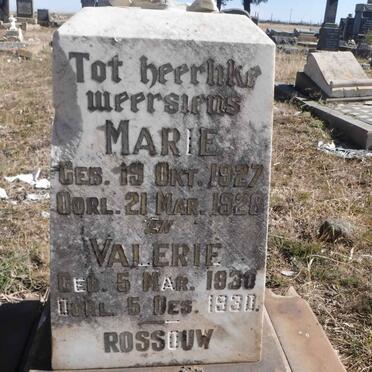 Tot heerlike
weersiens
MARIE
GEB. 19 OKT. 1927
OORL. 21 MAR. 1928
en
VALERIE
GEB. 5 MAR. 1930
OORL. 5 DES. 1930.
ROSSOUW